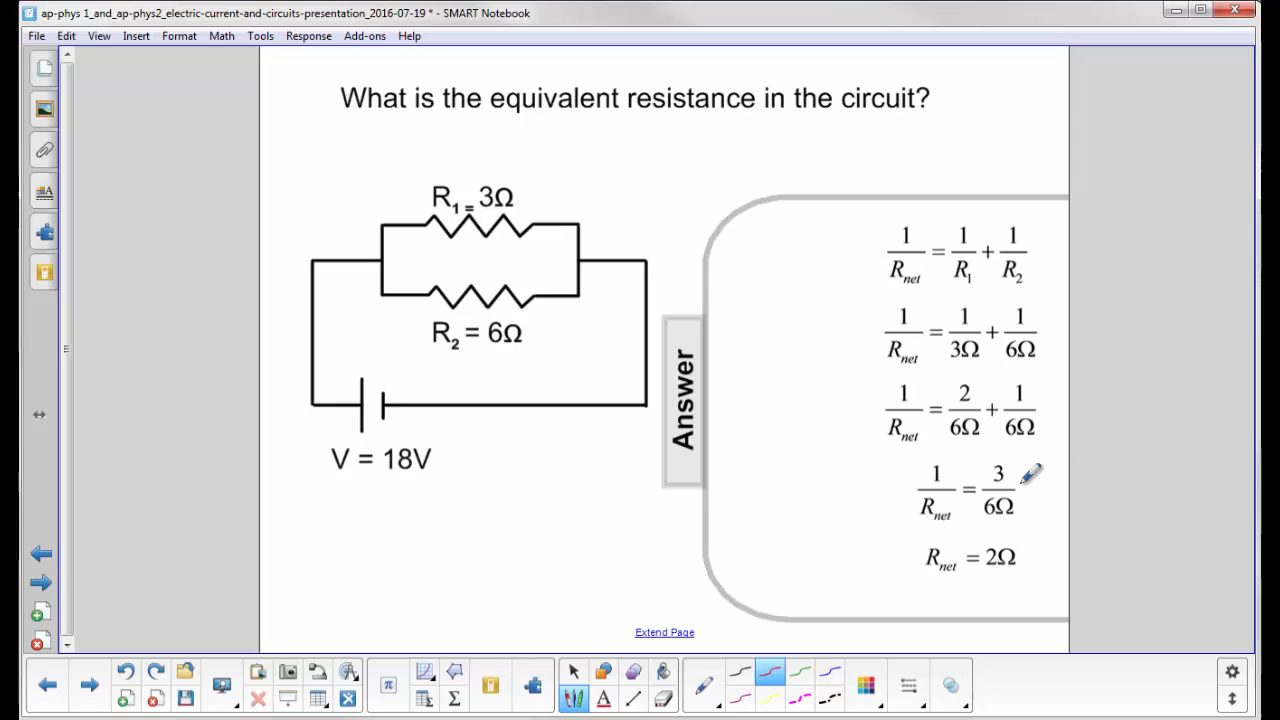 ap-phys 1_and_ap-phys2_electric-current-and-circuits-presentation_2016-07-19 * - SMART Notebook
File Edit View Insert Format Math Tools Response Add-ons Help
What is the equivalent resistance in the circuit?
R₁ = 3Ω
R₂ = 6Ω
V = 18V
Answer
1/Rnet = 1/R₁ + 1/R₂
1/Rnet = 1/3Ω + 1/6Ω
1/Rnet = 2/6Ω + 1/6Ω
1/Rnet = 3/6Ω
Rnet = 2Ω
Extend Page